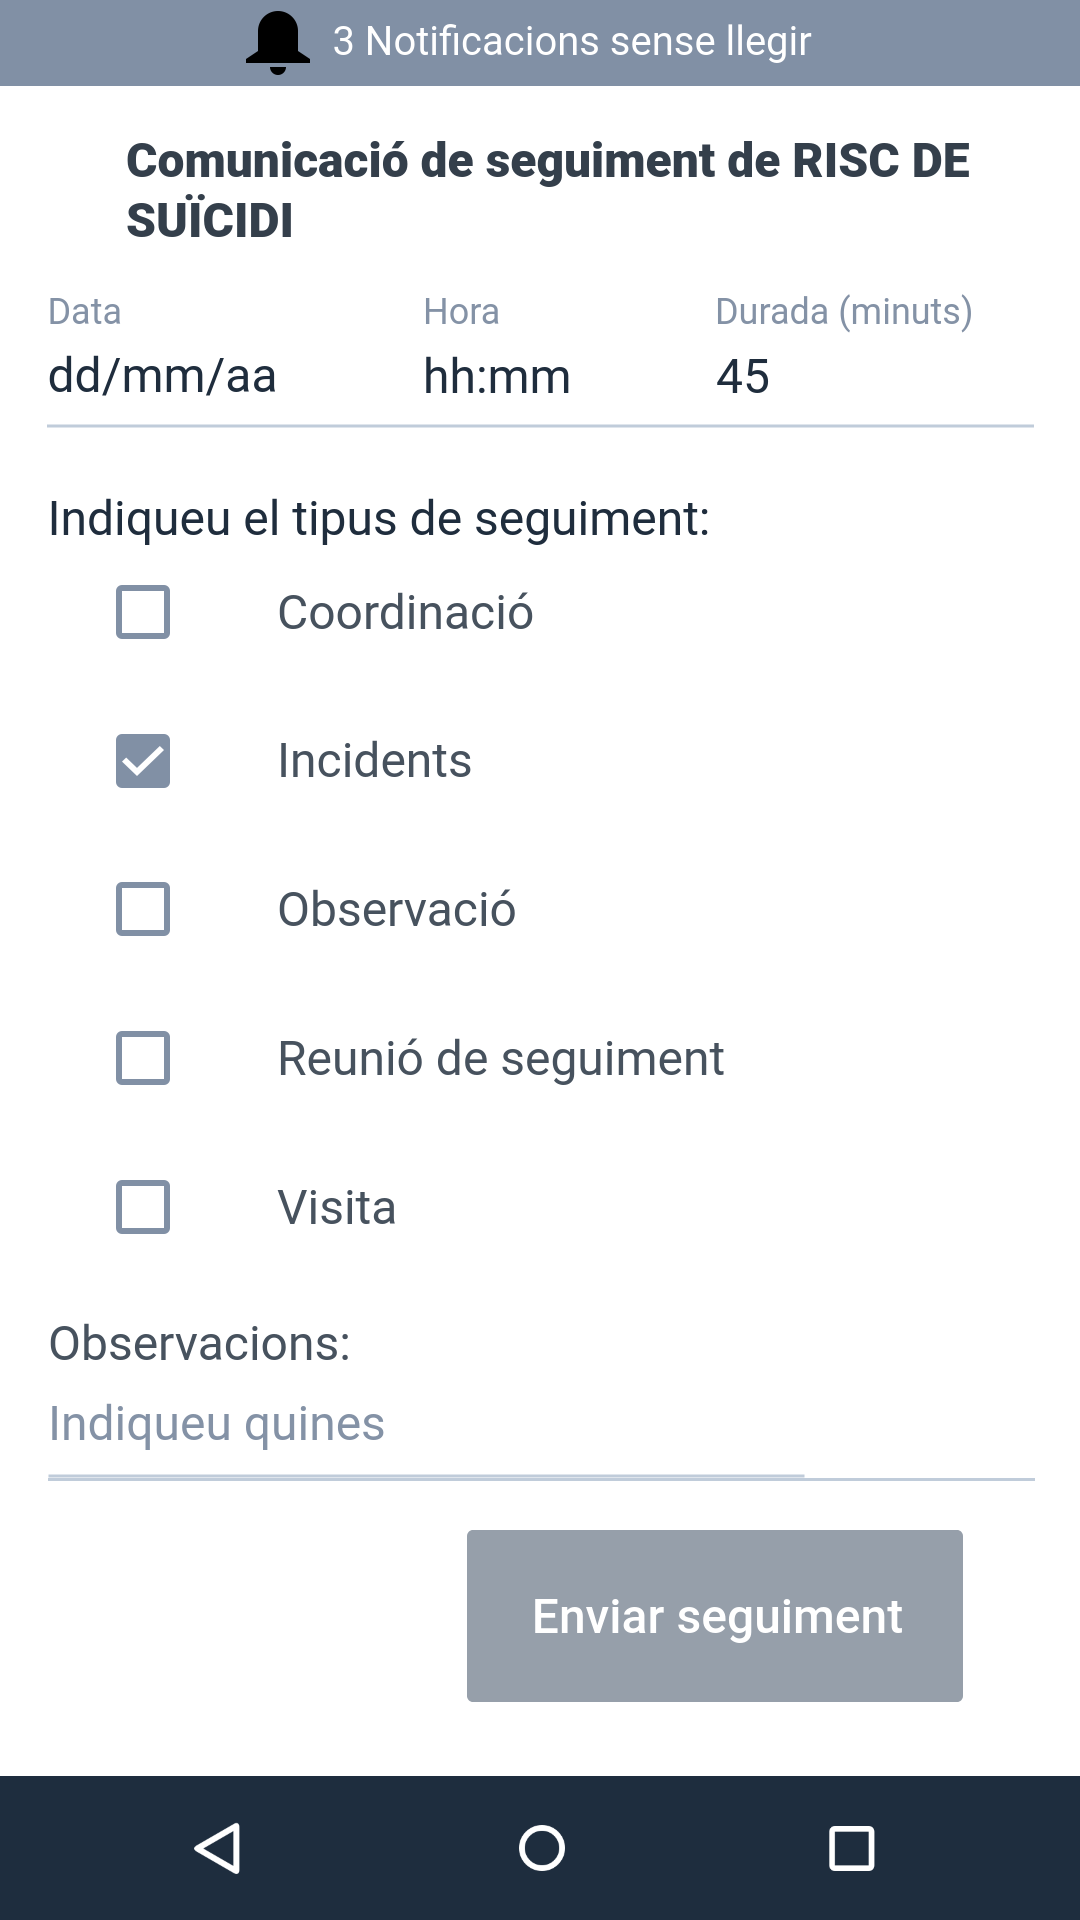 3 Notificacions sense llegir
Comunicació de seguiment de RISC DE
SUÏCIDI
Data Hora Durada (minuts)
dd/mm/aa hh:mm 45
Indiqueu el tipus de seguiment:
Coordinació
Incidents
Observació
Reunió de seguiment
Visita
Observacions:
Indiqueu quines
Enviar seguiment